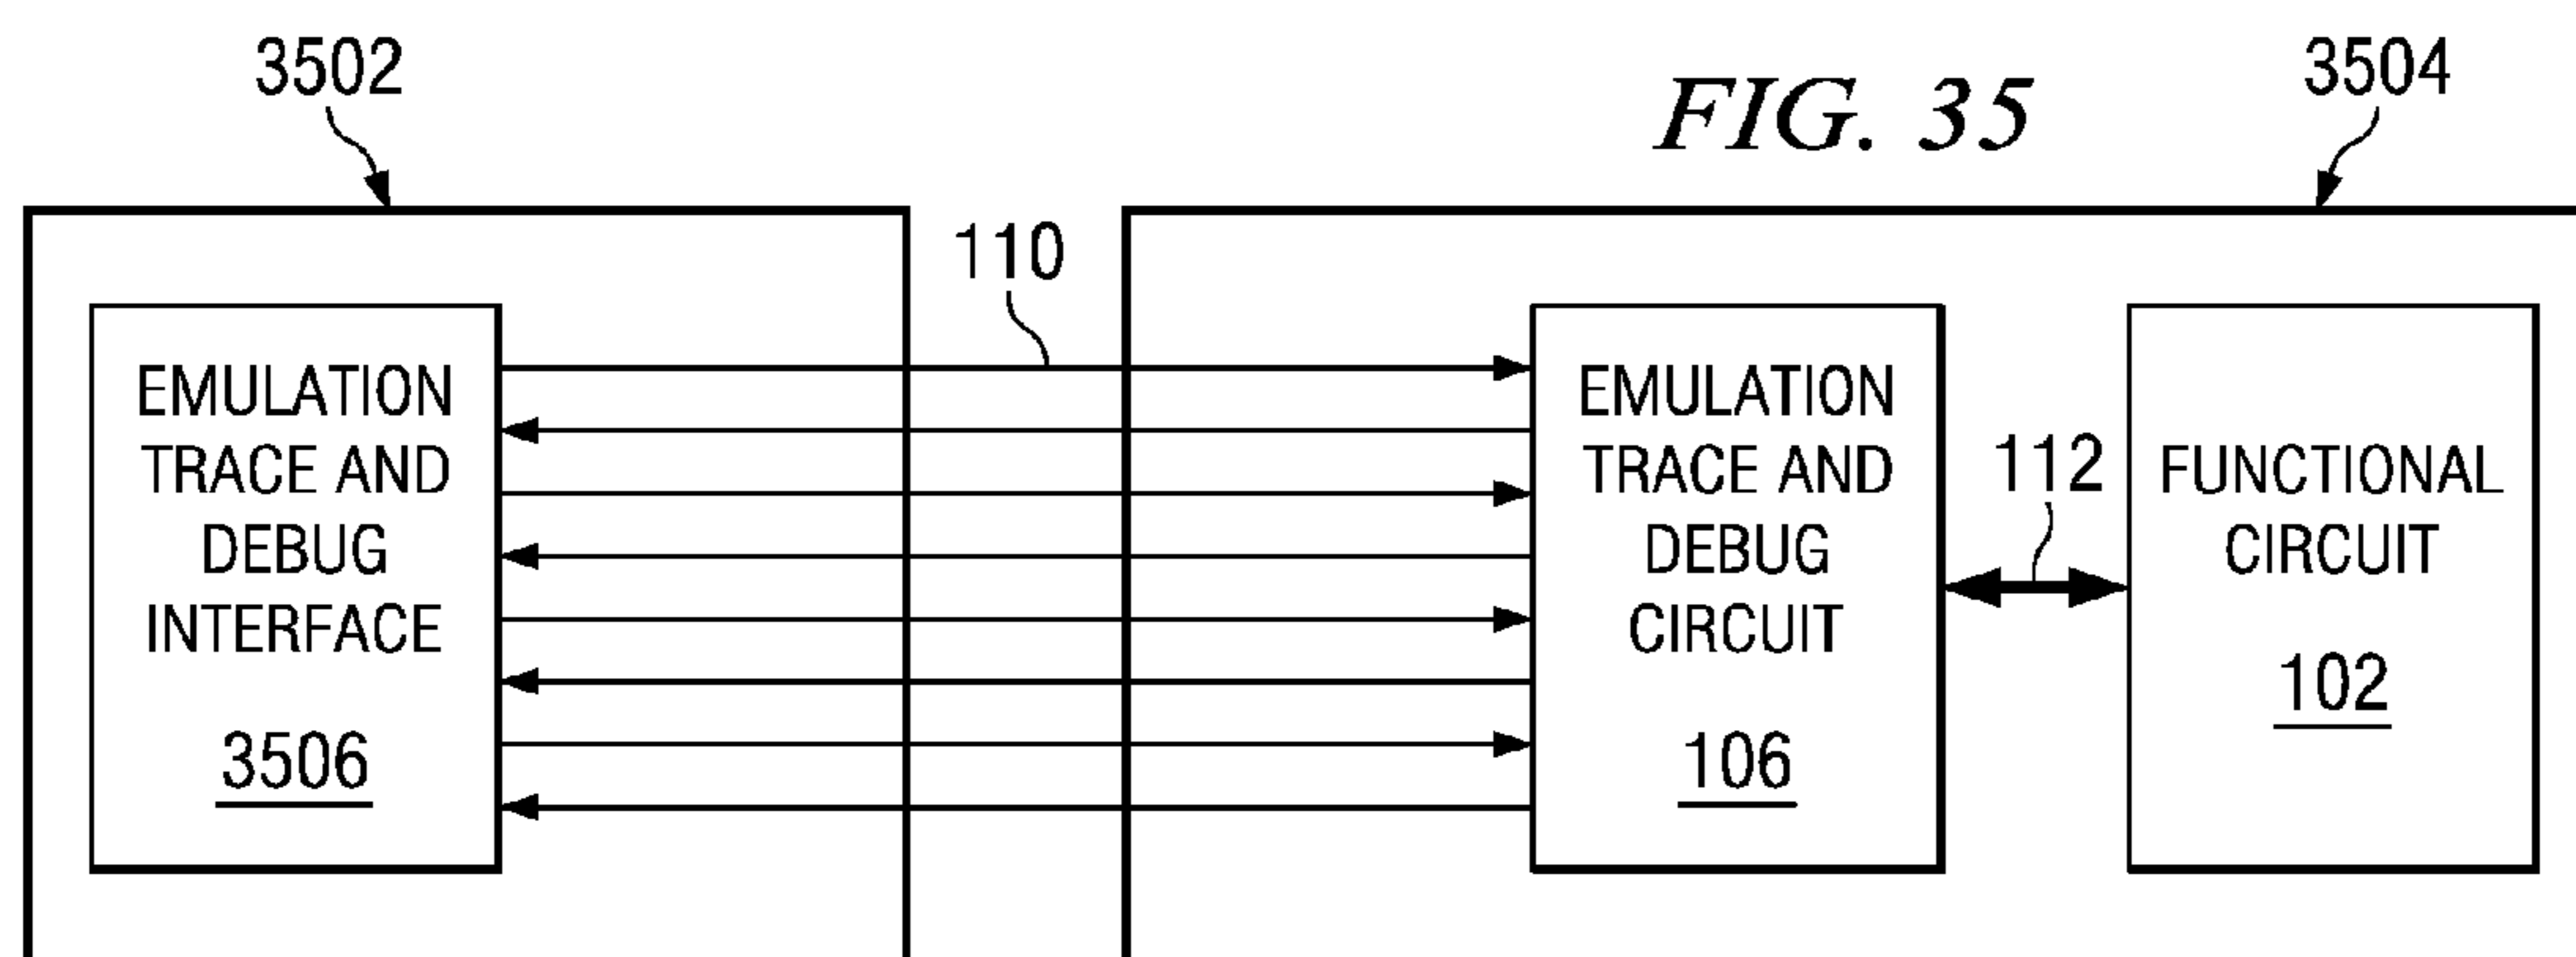 3502
FIG. 35
3504
110
EMULATION
TRACE AND
DEBUG
INTERFACE
3506
EMULATION
TRACE AND
DEBUG
CIRCUIT
106
112
FUNCTIONAL
CIRCUIT
102